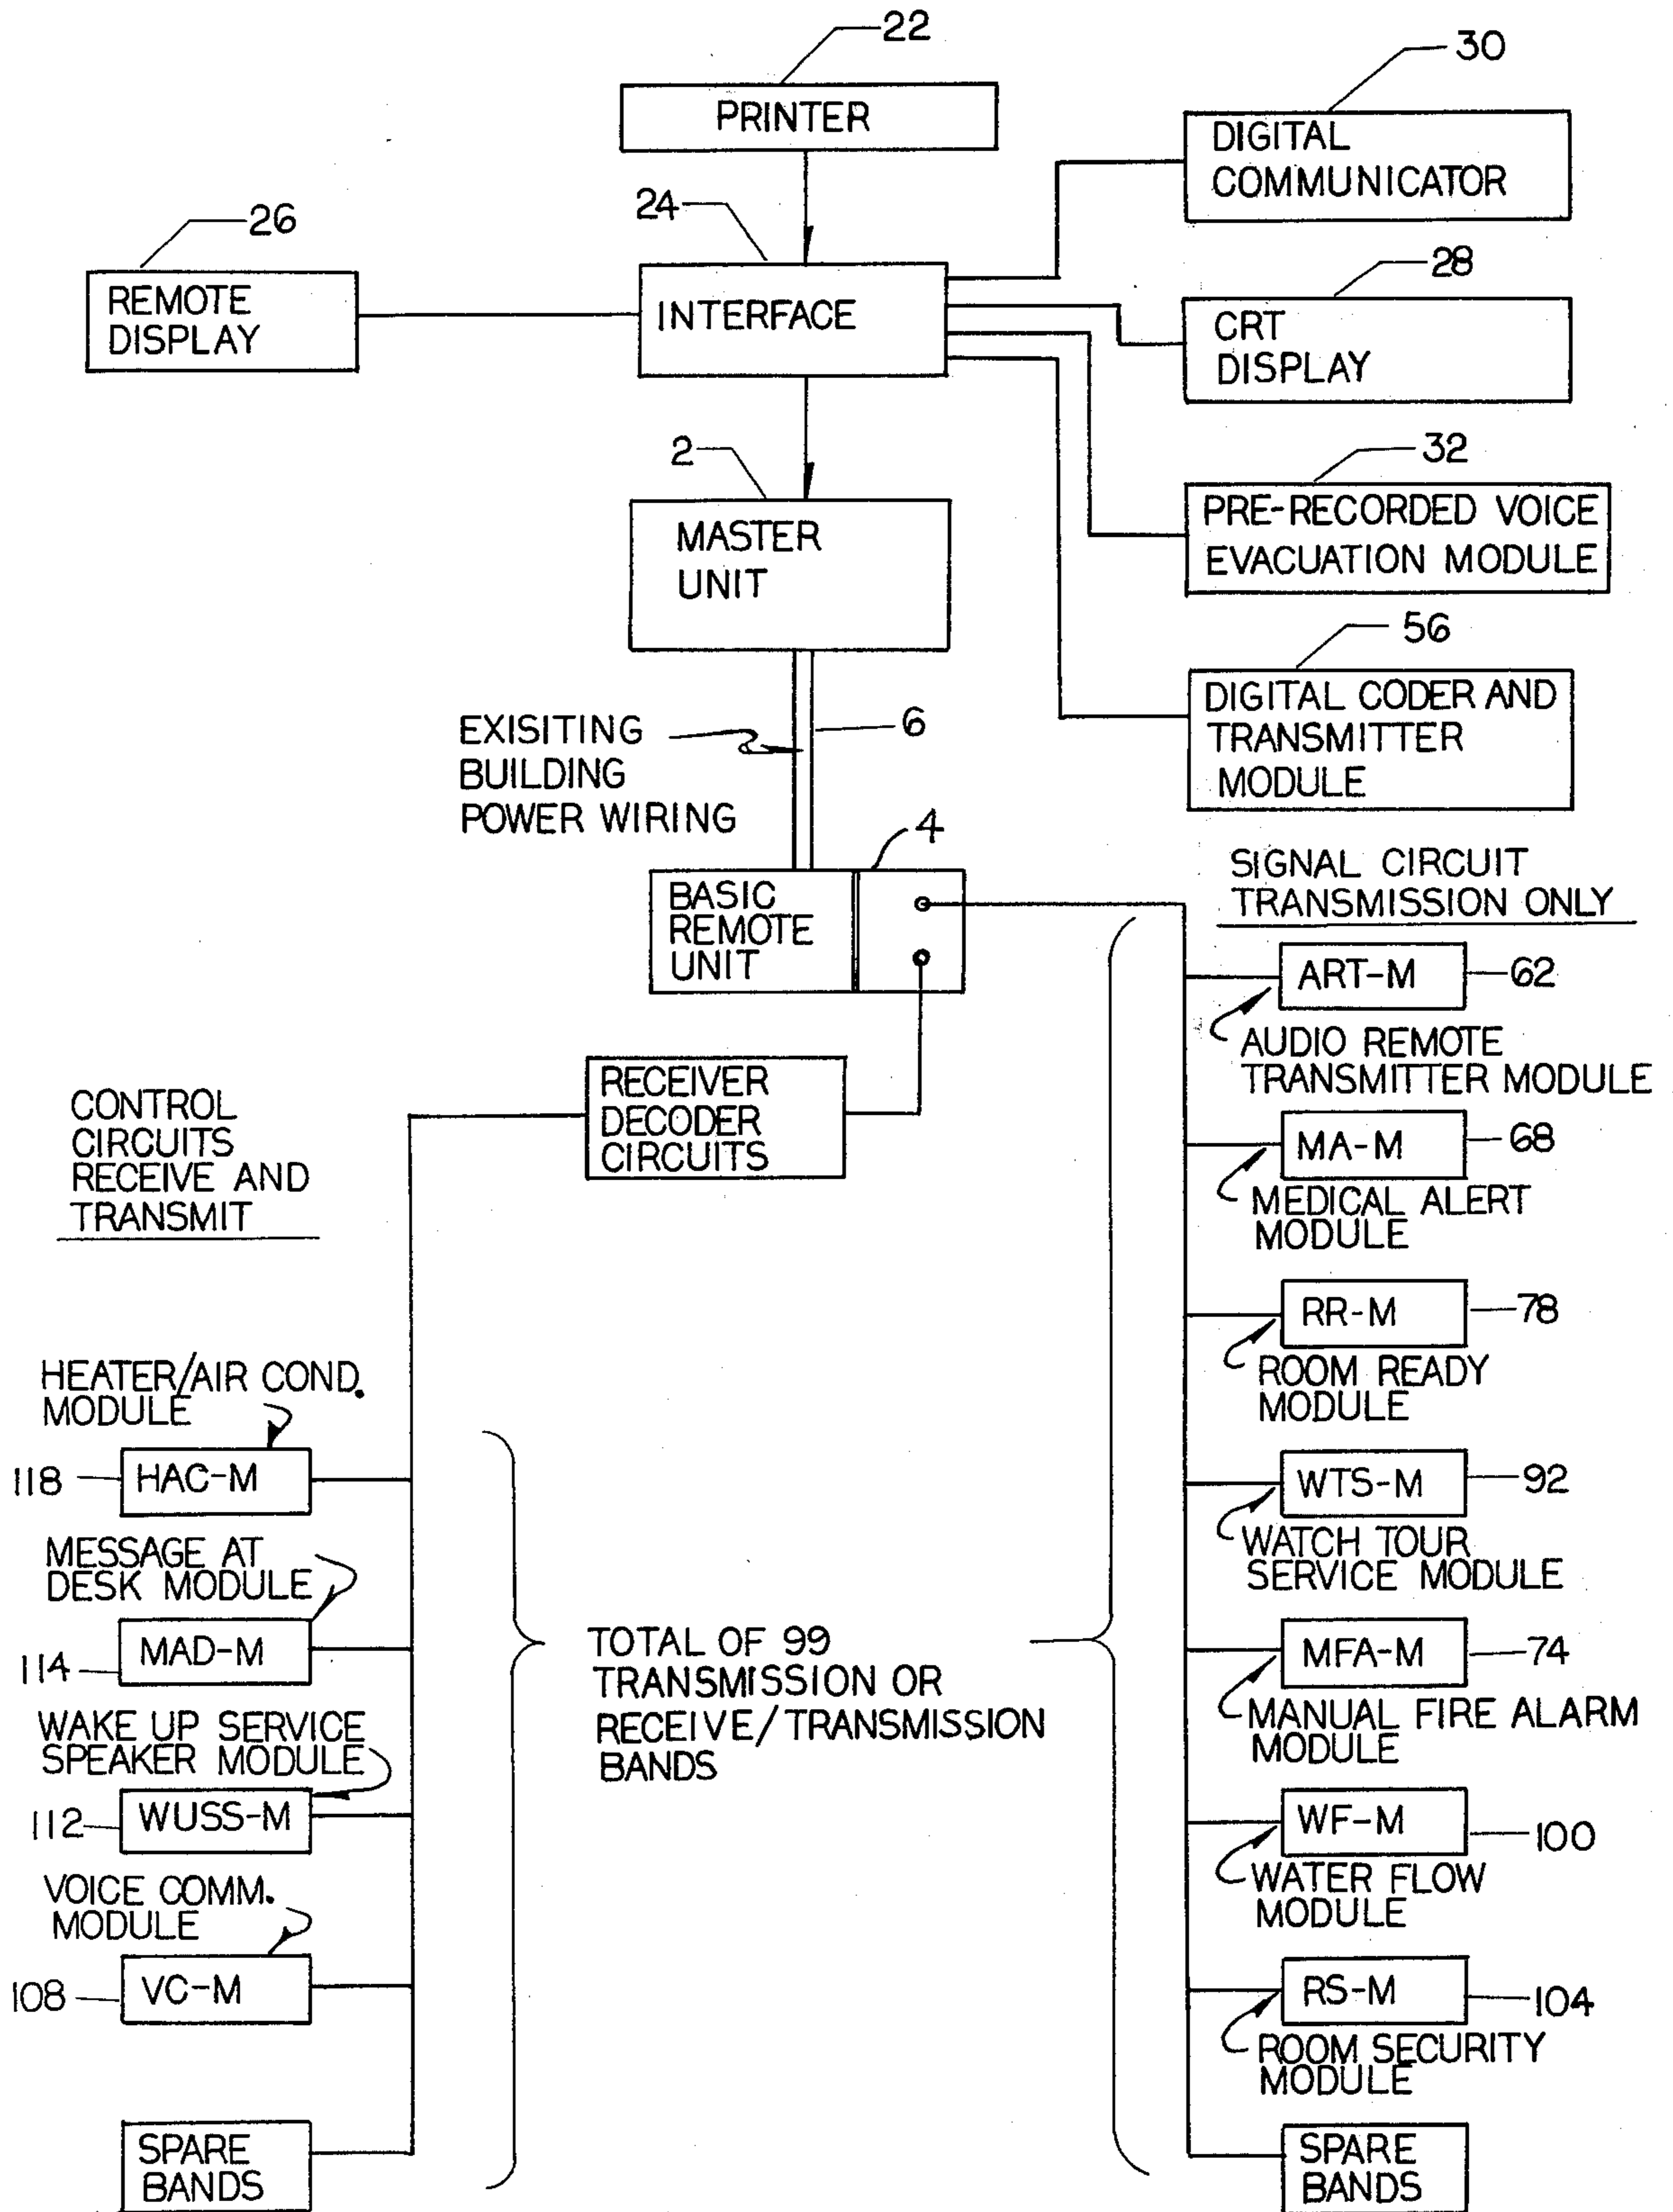 22
PRINTER
30
DIGITAL
COMMUNICATOR
24
26
REMOTE
DISPLAY
INTERFACE
28
CRT
DISPLAY
2
MASTER
UNIT
32
PRE-RECORDED VOICE
EVACUATION MODULE
56
DIGITAL CODER AND
TRANSMITTER
MODULE
EXISITING
BUILDING
POWER WIRING
6
4
BASIC
REMOTE
UNIT
SIGNAL CIRCUIT
TRANSMISSION ONLY
ART-M
62
AUDIO REMOTE
TRANSMITTER MODULE
RECEIVER
DECODER
CIRCUITS
CONTROL
CIRCUITS
RECEIVE AND
TRANSMIT
MA-M
68
MEDICAL ALERT
MODULE
RR-M
78
ROOM READY
MODULE
HEATER/AIR COND.
MODULE
118
HAC-M
WTS-M
92
WATCH TOUR
SERVICE MODULE
MESSAGE AT
DESK MODULE
114
MAD-M
TOTAL OF 99
TRANSMISSION OR
RECEIVE/TRANSMISSION
BANDS
MFA-M
74
MANUAL FIRE ALARM
MODULE
WAKE UP SERVICE
SPEAKER MODULE
112
WUSS-M
WF-M
100
WATER FLOW
MODULE
VOICE COMM.
MODULE
108
VC-M
RS-M
104
ROOM SECURITY
MODULE
SPARE
BANDS
SPARE
BANDS